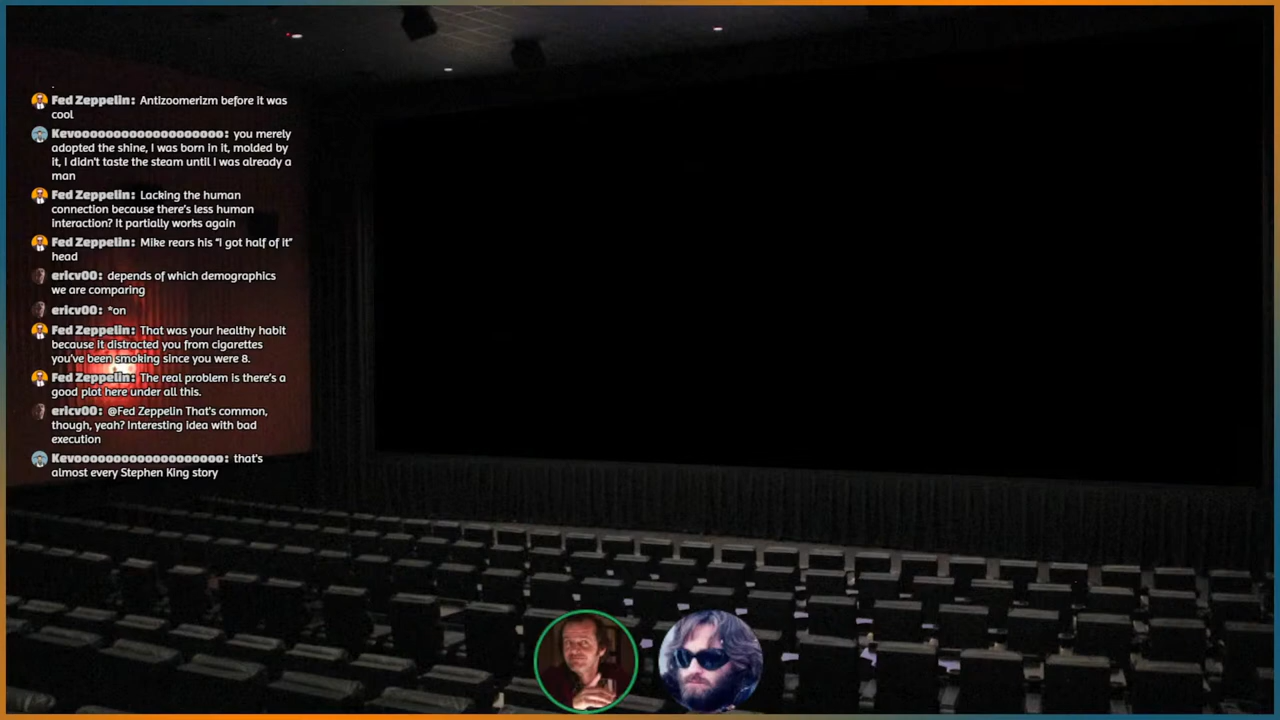 Fed Zeppelin: Antizoomerizm before it was
cool
Kevooooooooooooooooooo: you merely
adopted the shine, I was born in it, molded by
it, I didn't taste the steam until I was already a
man
Fed Zeppelin: Lacking the human
connection because there's less human
interaction? It partially works again
Fed Zeppelin: Mike rears his "I got half of it"
head
ericv00: depends of which demographics
we are comparing
ericv00: *on
Fed Zeppelin: That was your healthy habit
because it distracted you from cigarettes
you've been smoking since you were 8.
Fed Zeppelin: The real problem is there's a
good plot here under all this.
ericv00: @Fed Zeppelin That's common,
though, yeah? Interesting idea with bad
execution
Kevooooooooooooooooooo: that's
almost every Stephen King story